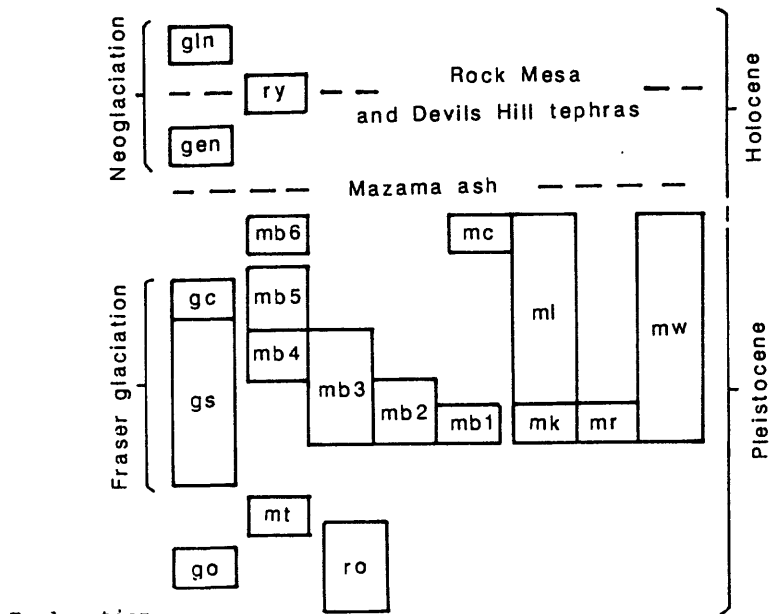 Neoglaciation
gln
ry
Rock Mesa
and Devils Hill tephras
gen
Holocene
Mazama ash
mb6
mc
ml
mw
Fraser glaciation
gc
mb5
gs
mb4
mb3
mb2
mb1
mk
mr
Pleistocene
mt
go
ro